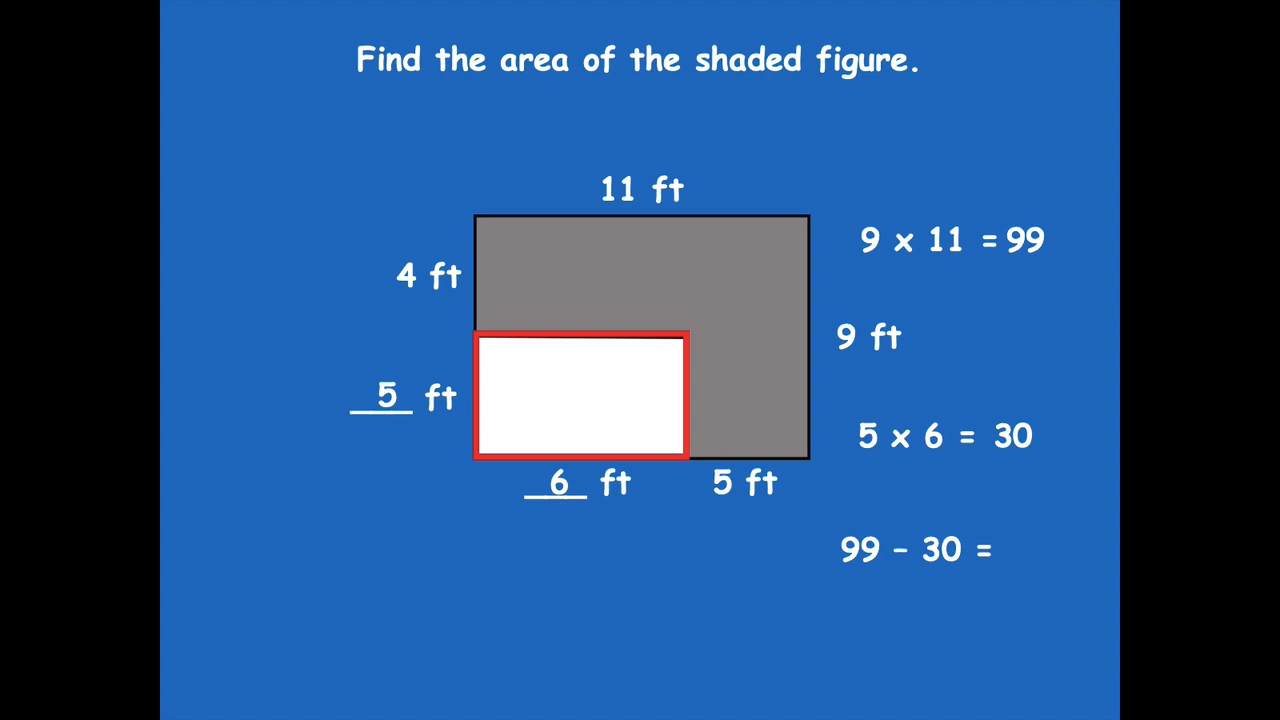 Find the area of the shaded figure.
11 ft
9 x 11 = 99
4 ft
9 ft
5 ft
5 x 6 = 30
6 ft
5 ft
99 – 30 =